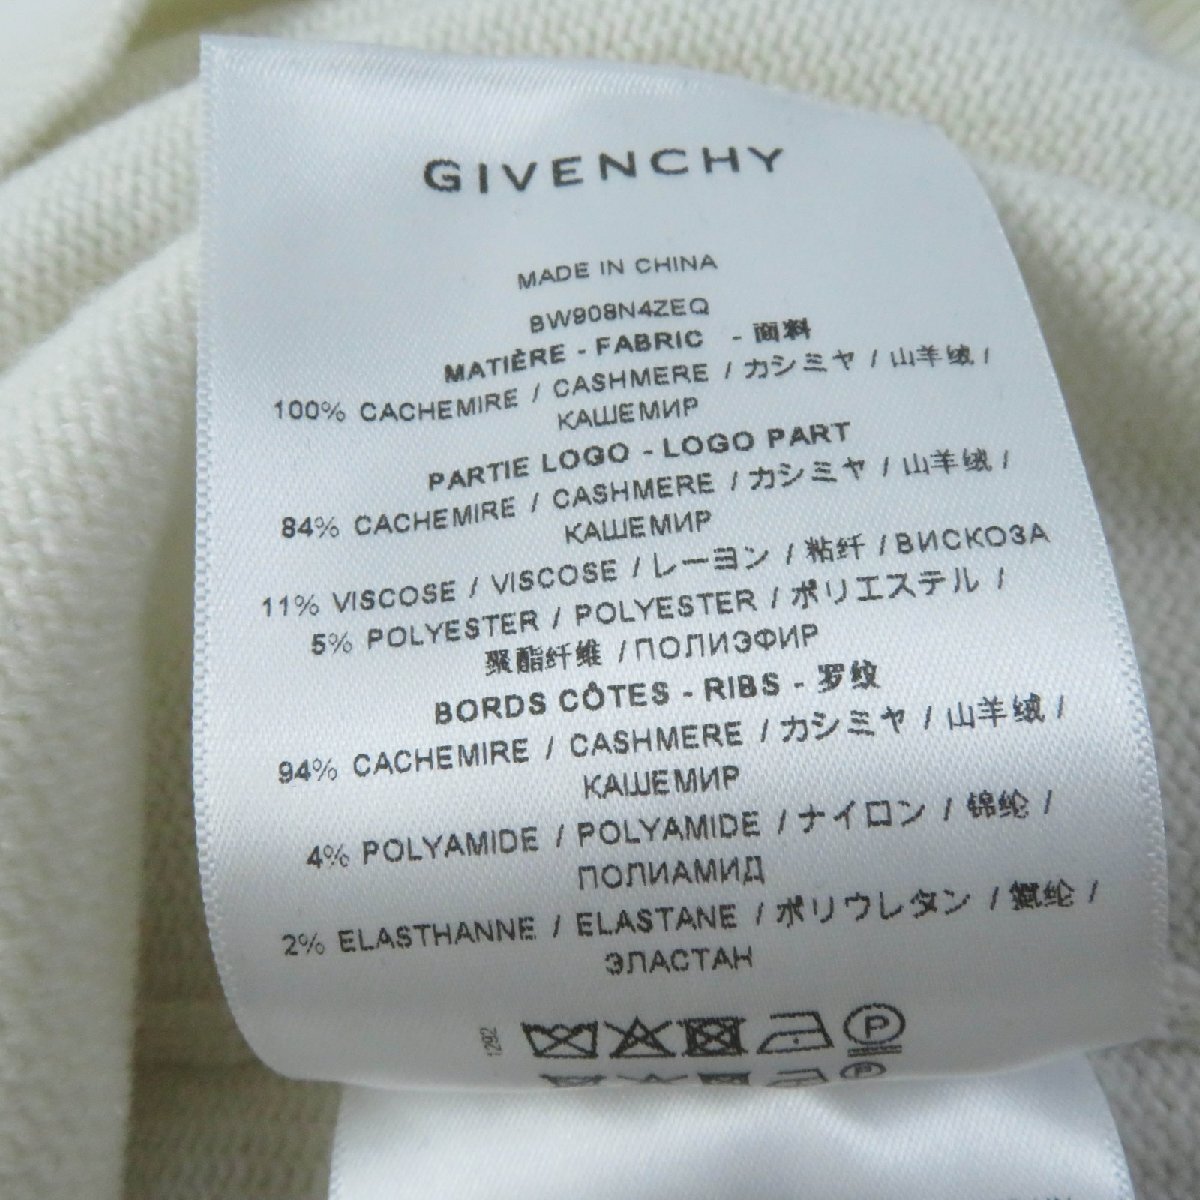 GIVENCHY
MADE IN CHINA
BW908N4ZEQ
MATIÈRE - FABRIC - 面料
100% CACHEMIRE / CASHMERE / カシミヤ / 山羊绒 /
КАШЕМИР
PARTIE LOGO - LOGO PART
84% CACHEMIRE / CASHMERE / カシミヤ / 山羊绒 /
КАШЕМИР
11% VISCOSE / VISCOSE / レーヨン / 粘纤 / ВИСКОЗА
5% POLYESTER / POLYESTER / ポリエステル /
聚酯纤维 / ПОЛИЭФИР
BORDS CÔTES - RIBS - 罗纹
94% CACHEMIRE / CASHMERE / カシミヤ / 山羊绒 /
КАШЕМИР
4% POLYAMIDE / POLYAMIDE / ナイロン / 锦纶 /
ПОЛИАМИД
2% ELASTHANNE / ELASTANE / ポリウレタン / 氨纶 /
ЭЛАСТАН
1292
P